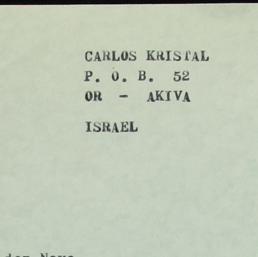 CARLOS KRISTAL
P. O. B. 52
OR - AKIVA
ISRAEL